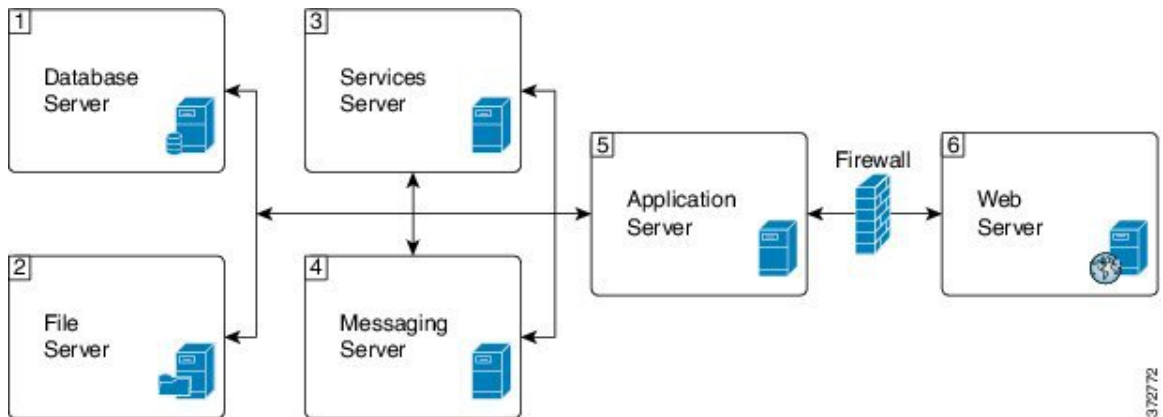 1
Database
Server
3
Services
Server
2
File
Server
4
Messaging
Server
5
Application
Server
Firewall
6
Web
Server
372772